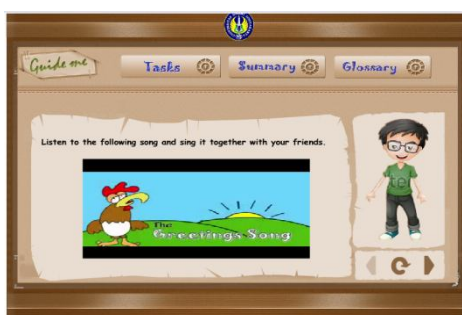 Guide me
Tasks
Summary
Glossary
Listen to the following song and sing it together with your friends.
The
Greetings Song